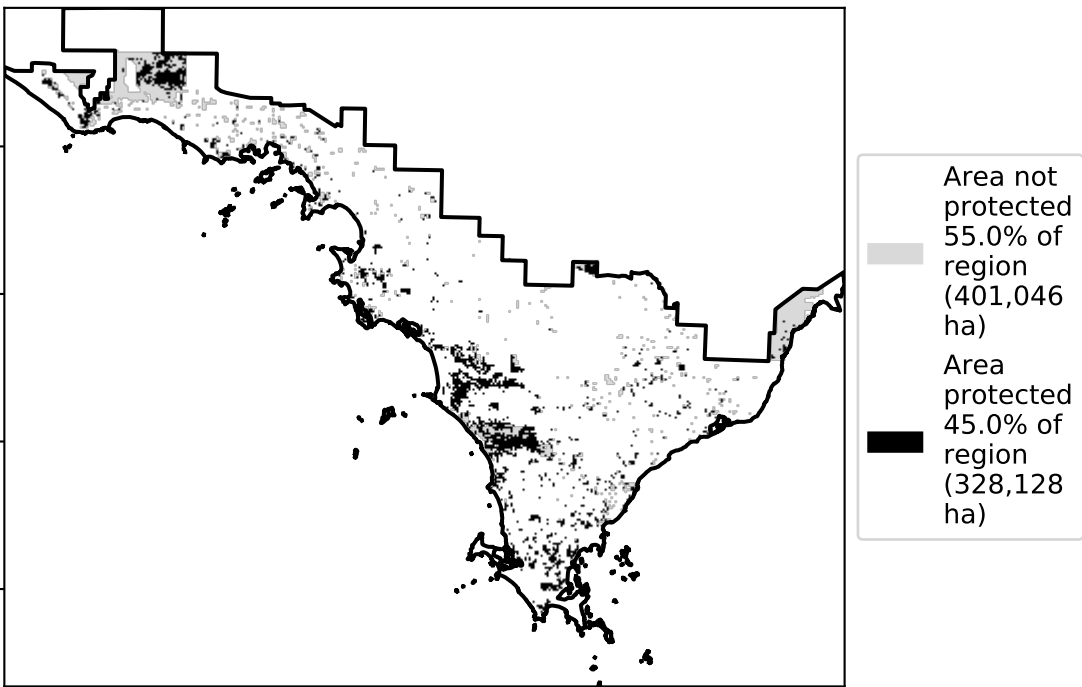 Area not
protected
55.0% of
region
(401,046
ha)
Area
protected
45.0% of
region
(328,128
ha)